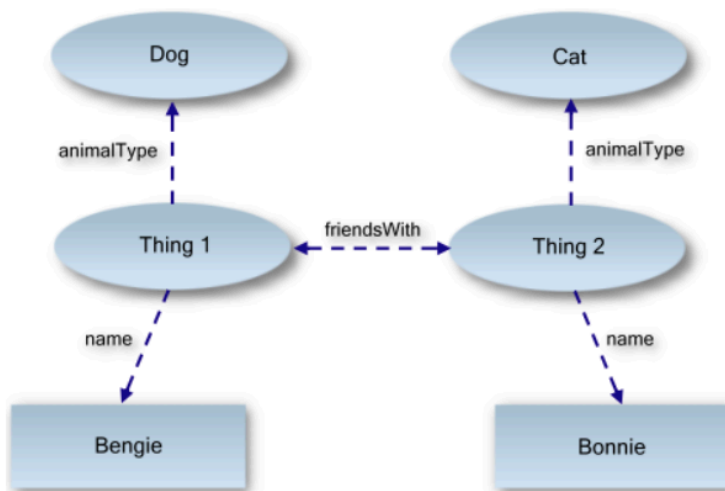 Dog
Cat
animalType
animalType
Thing 1
friendsWith
Thing 2
name
name
Bengie
Bonnie